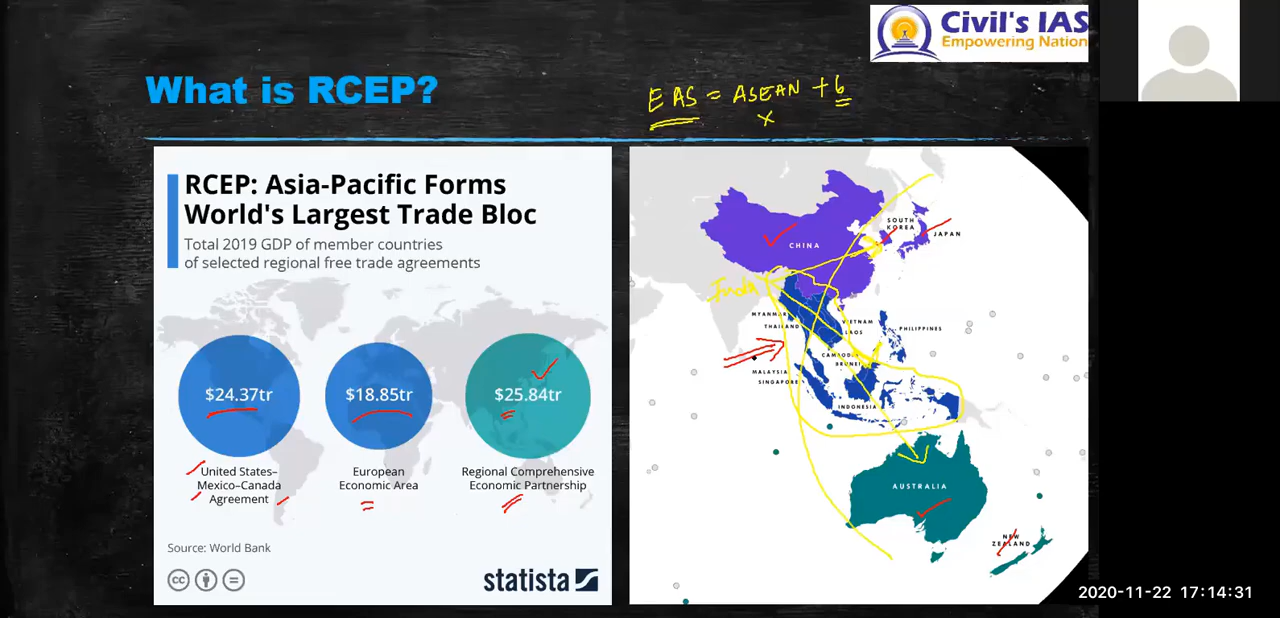 Civil's IAS
Empowering Nation
What is RCEP?
EAS = ASEAN + 6
x
RCEP: Asia-Pacific Forms
World's Largest Trade Bloc
Total 2019 GDP of member countries
of selected regional free trade agreements
$24.37tr
$18.85tr
$25.84tr
United States–
Mexico–Canada
Agreement
European
Economic Area
Regional Comprehensive
Economic Partnership
Source: World Bank
cc
statista
SOUTH
KOREA
JAPAN
CHINA
India
MYANMAR
THAILAND
VIETNAM
LAOS
PHILIPPINES
CAMBODIA
BRUNEI
MALAYSIA
SINGAPORE
INDONESIA
AUSTRALIA
NEW
ZEALAND
2020-11-22 17:14:31